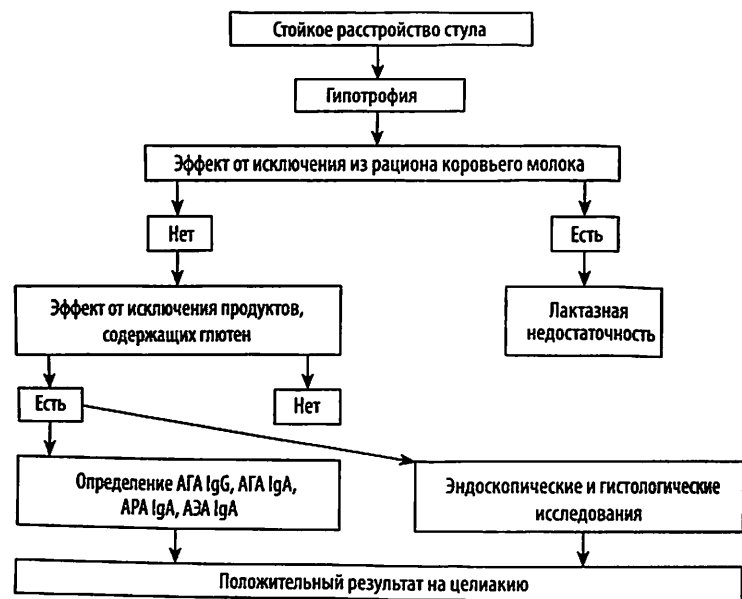 Стойкое расстройство стула
Гипотрофия
Эффект от исключения из рациона коровьего молока
Нет
Есть
Эффект от исключения продуктов,
содержащих глютен
Лактазная
недостаточность
Есть
Нет
Определение АГА IgG, АГА IgA,
АРА IgA, АЭА IgA
Эндоскопические и гистологические
исследования
Положительный результат на целиакию